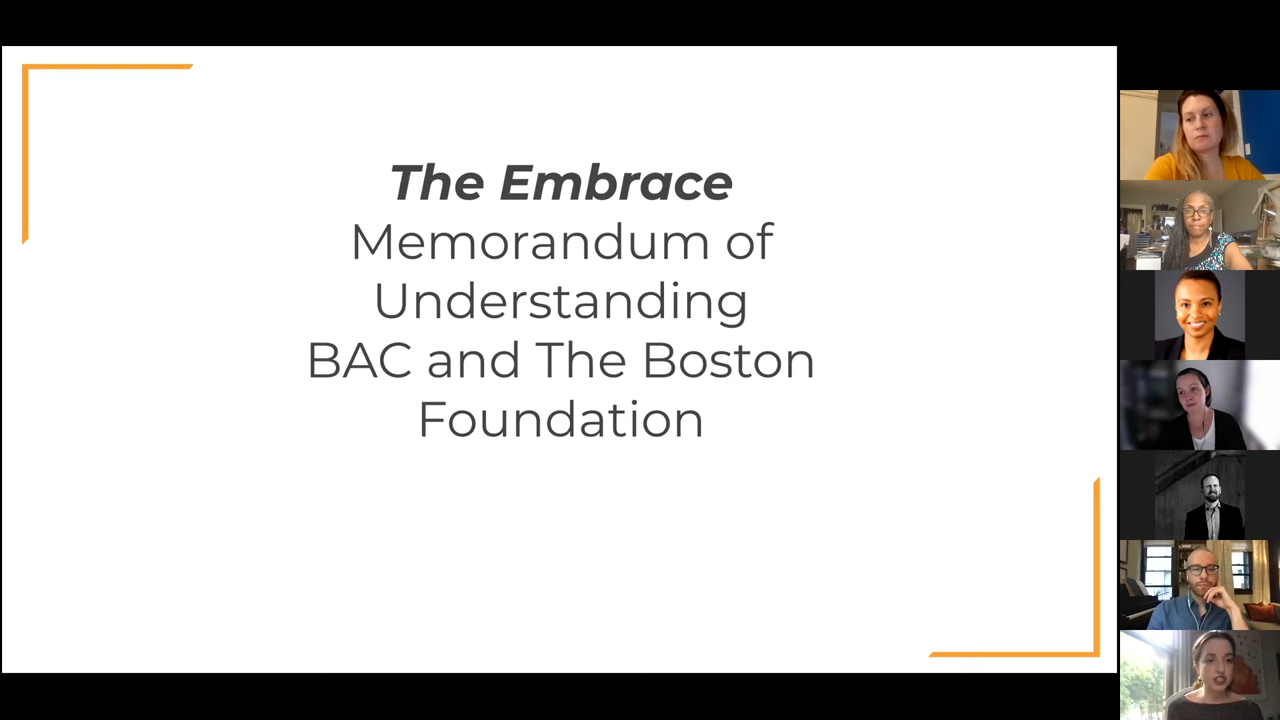 The Embrace
Memorandum of
Understanding
BAC and The Boston
Foundation